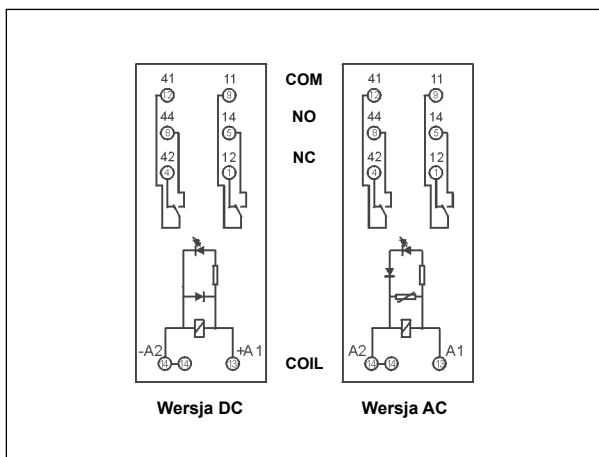 41 11 COM 41 11
12 9 12 9
44 14 NO 44 14
8 5 8 5
42 12 NC 42 12
4 1 4 1
-A2 +A1 COIL A2 A1
14 14 13 14 14 13
Wersja DC Wersja AC